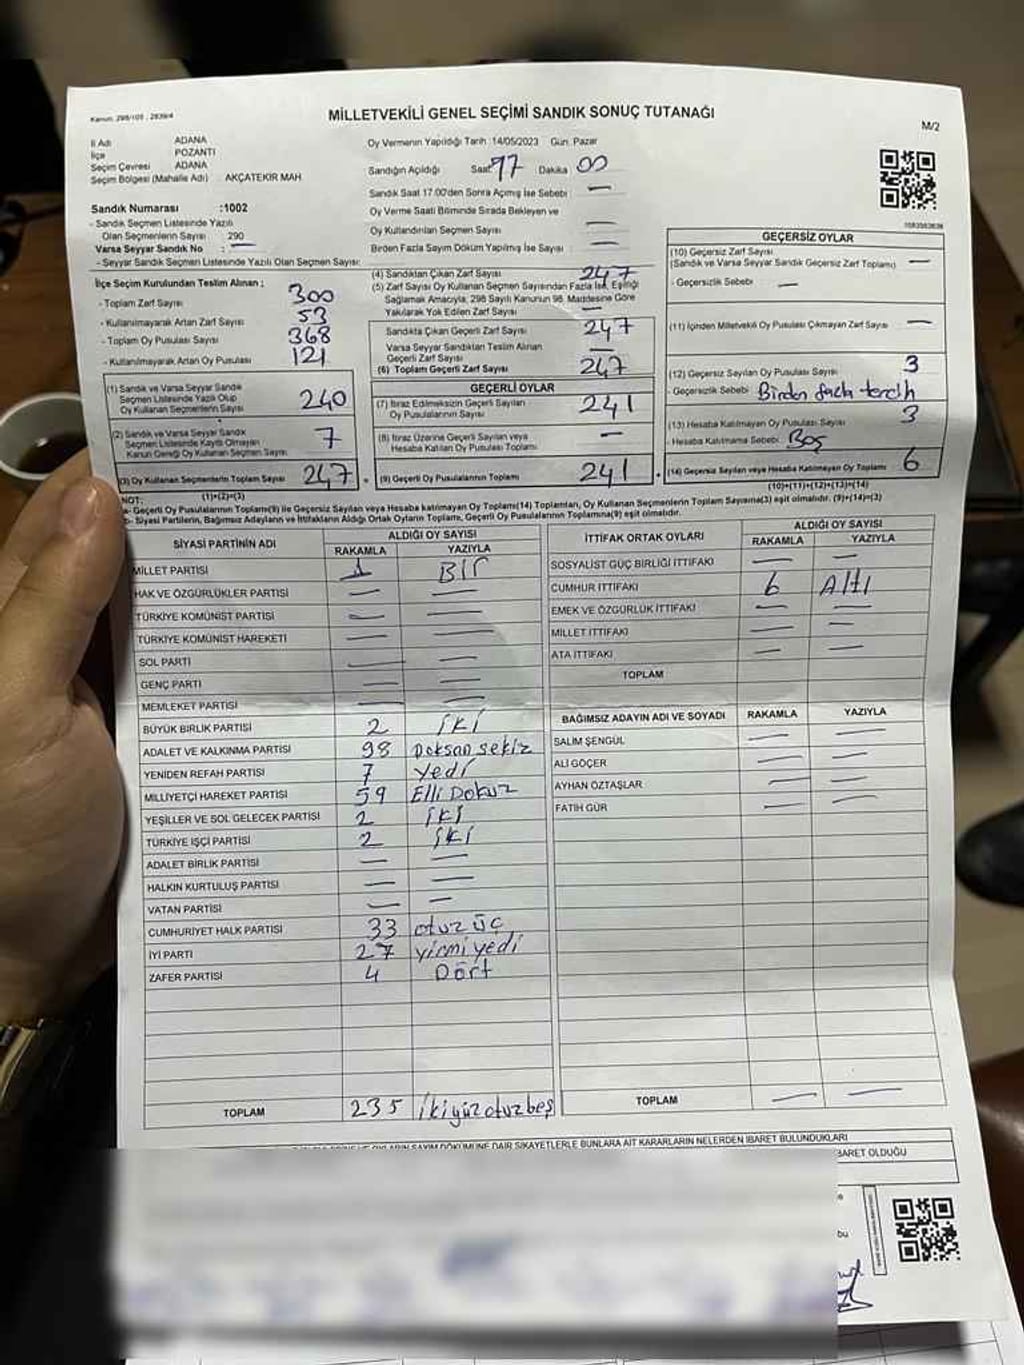 Kanun: 298/105 , 2839/4
MİLLETVEKİLİ GENEL SEÇİMİ SANDIK SONUÇ TUTANAĞI
M/2
İl Adı ADANA
İlçe POZANTI
Seçim Çevresi ADANA
Seçim Bölgesi (Mahalle Adı) : AKÇATEKİR MAH.
Sandık Numarası :1002
- Sandık Seçmen Listesinde Yazılı
Olan Seçmenlerin Sayısı 290
Varsa Seyyar Sandık No : —
- Seyyar Sandık Seçmen Listesinde Yazılı Olan Seçmen Sayısı:
Oy Vermenin Yapıldığı Tarih :14/05/2023 Gün: Pazar
Sandığın Açıldığı Saat 17 Dakika 00
Sandık Saat 17.00'den Sonra Açmış İse Sebebi : —
Oy Verme Saati Bitiminde Sırada Bekleyen ve
Oy Kullandırılan Seçmen Sayısı : —
Birden Fazla Sayım Döküm Yapılmış İse Sayısı : —
İlçe Seçim Kurulundan Teslim Alınan ;
- Toplam Zarf Sayısı 300
- Kullanılmayarak Artan Zarf Sayısı 53
- Toplam Oy Pusulası Sayısı 368
- Kullanılmayarak Artan Oy Pusulası 121
(1) Sandık ve Varsa Seyyar Sandık
Seçmen Listesinde Yazılı Olup
Oy Kullanan Seçmenlerin Sayısı 240
(2) Sandık ve Varsa Seyyar Sandık
Seçmen Listesinde Kayıtlı Olmayan
Kanun Gereği Oy Kullanan Seçmen Sayısı 7
(3) Oy Kullanan Seçmenlerin Toplam Sayısı 247
(1)+(2)=(3)
(4) Sandıktan Çıkan Zarf Sayısı 247
(5) Zarf Sayısı Oy Kullanan Seçmen Sayısından Fazla İse, Eşitliği
Sağlamak Amacıyla, 298 Sayılı Kanunun 98. Maddesine Göre
Yakılarak Yok Edilen Zarf Sayısı —
Sandıkta Çıkan Geçerli Zarf Sayısı 247
Varsa Seyyar Sandıktan Teslim Alınan
Geçerli Zarf Sayısı —
(6) Toplam Geçerli Zarf Sayısı 247
GEÇERLİ OYLAR
(7) İtiraz Edilmeksizin Geçerli Sayılan
Oy Pusulalarının Sayısı 241
(8) İtiraz Üzerine Geçerli Sayılan veya
Hesaba Katılan Oy Pusulası Toplamı —
(9) Geçerli Oy Pusulalarının Toplamı 241
GEÇERSİZ OYLAR
(10) Geçersiz Zarf Sayısı
(Sandık ve Varsa Seyyar Sandık Geçersiz Zarf Toplamı) —
- Geçersizlik Sebebi : —
(11) İçinden Milletvekili Oy Pusulası Çıkmayan Zarf Sayısı —
(12) Geçersiz Sayılan Oy Pusulası Sayısı 3
- Geçersizlik Sebebi : Birden fazla tercih
(13) Hesaba Katılmayan Oy Pusulası Sayısı 3
- Hesaba Katılmama Sebebi : Boş
(14) Geçersiz Sayılan veya Hesaba Katılmayan Oy Toplamı 6
(10)+(11)+(12)+(13)=(14)
NOT:
a- Geçerli Oy Pusulalarının Toplamı(9) ile Geçersiz Sayılan veya Hesaba katılmayan Oy Toplamı(14) Toplamları, Oy Kullanan Seçmenlerin Toplam Sayısına(3) eşit olmalıdır. (9)+(14)=(3)
b- Siyasi Partilerin, Bağımsız Adayların ve İttifakların Aldığı Ortak Oyların Toplamı, Geçerli Oy Pusulalarının Toplamına(9) eşit olmalıdır.
SİYASİ PARTİNİN ADI ALDIĞI OY SAYISI
RAKAMLA YAZIYLA
MİLLET PARTİSİ 1 Bir
HAK VE ÖZGÜRLÜKLER PARTİSİ — —
TÜRKİYE KOMÜNİST PARTİSİ — —
TÜRKİYE KOMÜNİST HAREKETİ — —
SOL PARTİ — —
GENÇ PARTİ — —
MEMLEKET PARTİSİ — —
BÜYÜK BİRLİK PARTİSİ 2 iki
ADALET VE KALKINMA PARTİSİ 98 Doksan sekiz
YENİDEN REFAH PARTİSİ 7 yedi
MİLLİYETÇİ HAREKET PARTİSİ 59 Elli Dokuz
YEŞİLLER VE SOL GELECEK PARTİSİ 2 iki
TÜRKİYE İŞÇİ PARTİSİ 2 iki
ADALET BİRLİK PARTİSİ — —
HALKIN KURTULUŞ PARTİSİ — —
VATAN PARTİSİ — —
CUMHURİYET HALK PARTİSİ 33 otuz üç
İYİ PARTİ 27 yirmi yedi
ZAFER PARTİSİ 4 Dört
TOPLAM 235 ikiyüzotuzbeş
İTTİFAK ORTAK OYLARI ALDIĞI OY SAYISI
RAKAMLA YAZIYLA
SOSYALİST GÜÇ BİRLİĞİ İTTİFAKI — —
CUMHUR İTTİFAKI 6 Altı
EMEK VE ÖZGÜRLÜK İTTİFAKI — —
MİLLET İTTİFAKI — —
ATA İTTİFAKI — —
TOPLAM
BAĞIMSIZ ADAYIN ADI VE SOYADI RAKAMLA YAZIYLA
SALİM ŞENGÜL — —
ALİ GÖÇER — —
AYHAN ÖZTAŞLAR — —
FATİH GÜR — —
TOPLAM — —
DÖKÜMÜNE DAİR ŞİKAYETLERLE BUNLARA AİT KARARLARIN NELERDEN İBARET BULUNDUKLARI
BARET OLDUĞU